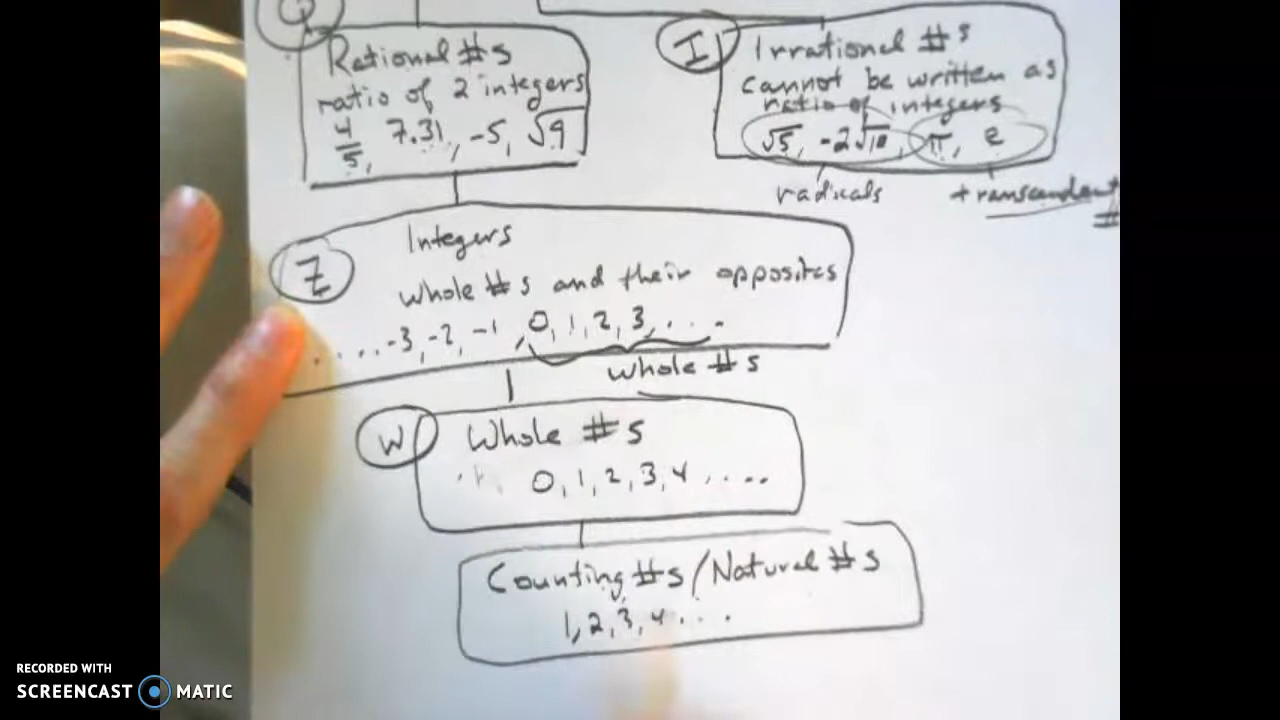 Q
Rational #s
ratio of 2 integers
4/5, 7.31, -5, √9
I
Irrational #s
cannot be written as
ratio of integers
√5, -2√10, π, e
radicals
transcendent
#
Z
Integers
whole #s and their opposites
....-3, -2, -1, 0, 1, 2, 3, ...
whole #s
W
Whole #s
0, 1, 2, 3, 4, ....
Counting #s/Natural #s
1, 2, 3, 4 ...
RECORDED WITH
SCREENCAST MATIC